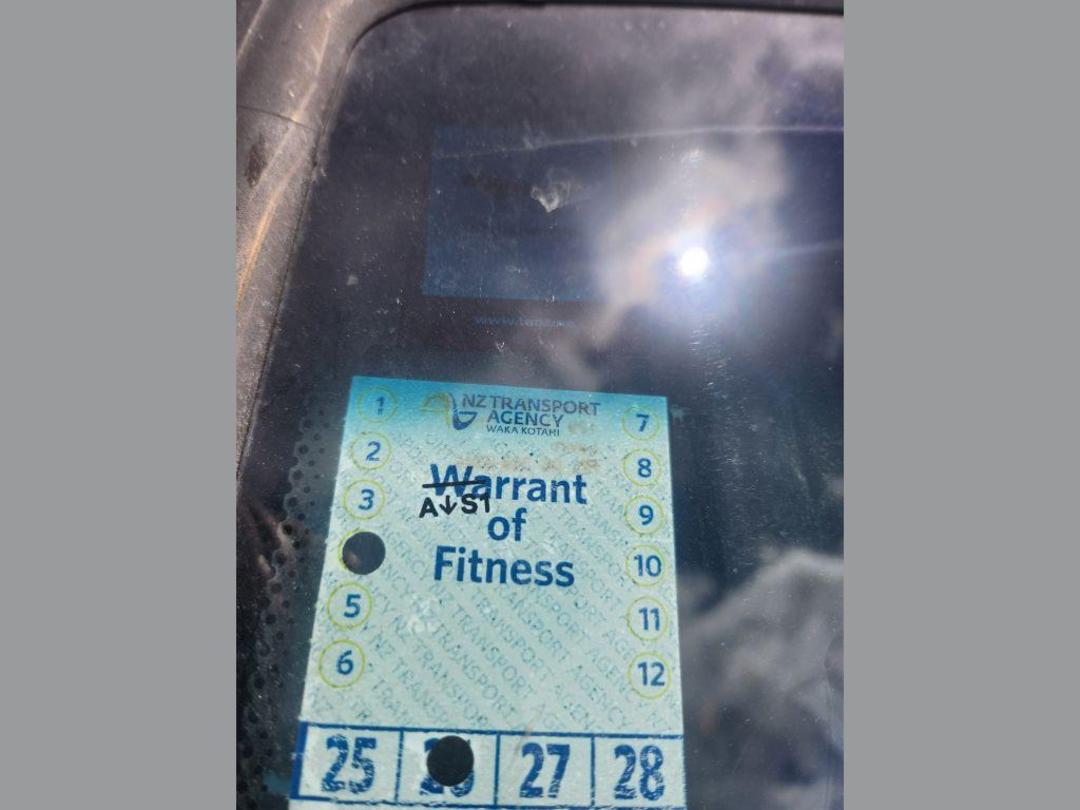 1
NZ TRANSPORT
AGENCY
WAKA KOTAHI
7
2
8
Warrant
A↓S1
of
Fitness
3
9
10
5
11
6
12
25 26 27 28